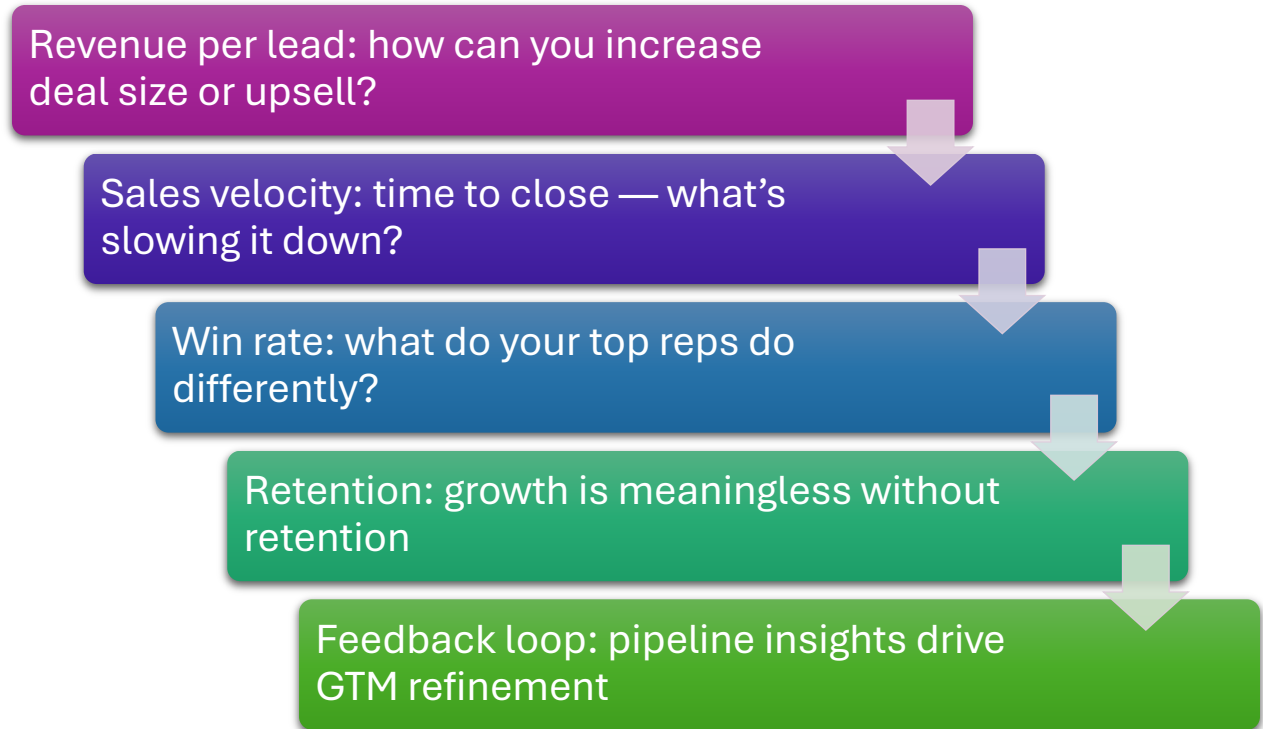 Revenue per lead: how can you increase
deal size or upsell?
Sales velocity: time to close — what’s
slowing it down?
Win rate: what do your top reps do
differently?
Retention: growth is meaningless without
retention
Feedback loop: pipeline insights drive
GTM refinement